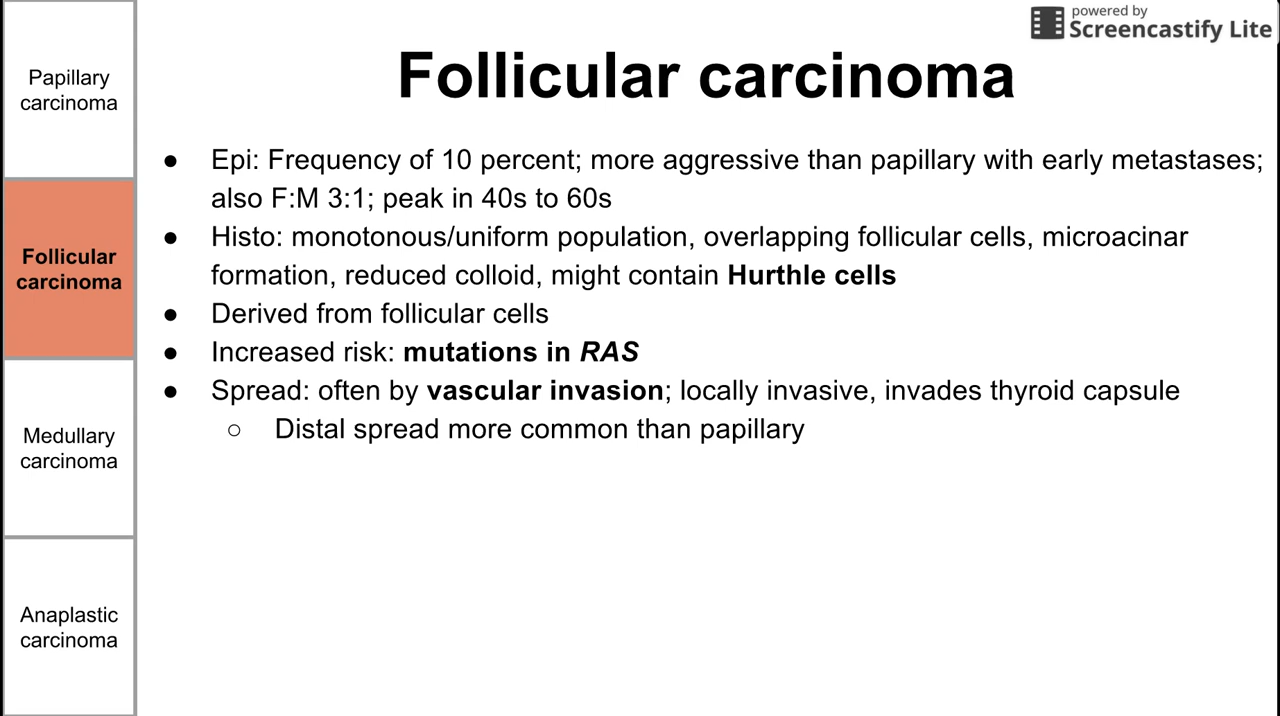 powered by
Screencastify Lite
Papillary
carcinoma
Follicular
carcinoma
Medullary
carcinoma
Anaplastic
carcinoma
Follicular carcinoma
● Epi: Frequency of 10 percent; more aggressive than papillary with early metastases;
also F:M 3:1; peak in 40s to 60s
● Histo: monotonous/uniform population, overlapping follicular cells, microacinar
formation, reduced colloid, might contain Hurthle cells
● Derived from follicular cells
● Increased risk: mutations in RAS
● Spread: often by vascular invasion; locally invasive, invades thyroid capsule
○ Distal spread more common than papillary